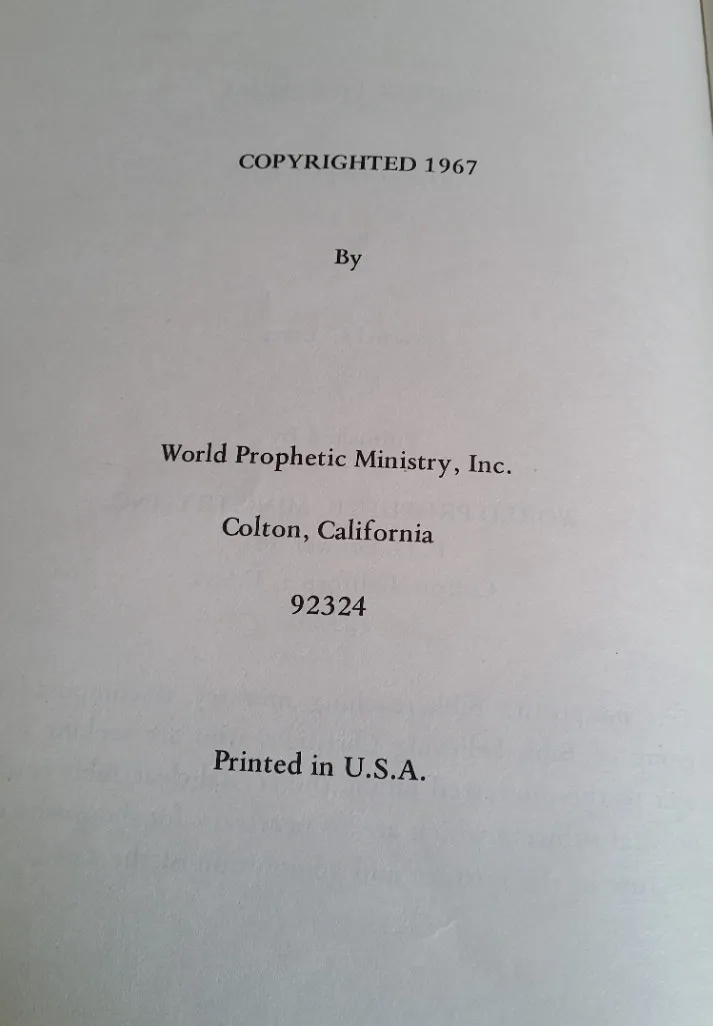 COPYRIGHTED 1967
By
World Prophetic Ministry, Inc.
Colton, California
92324
Printed in U.S.A.